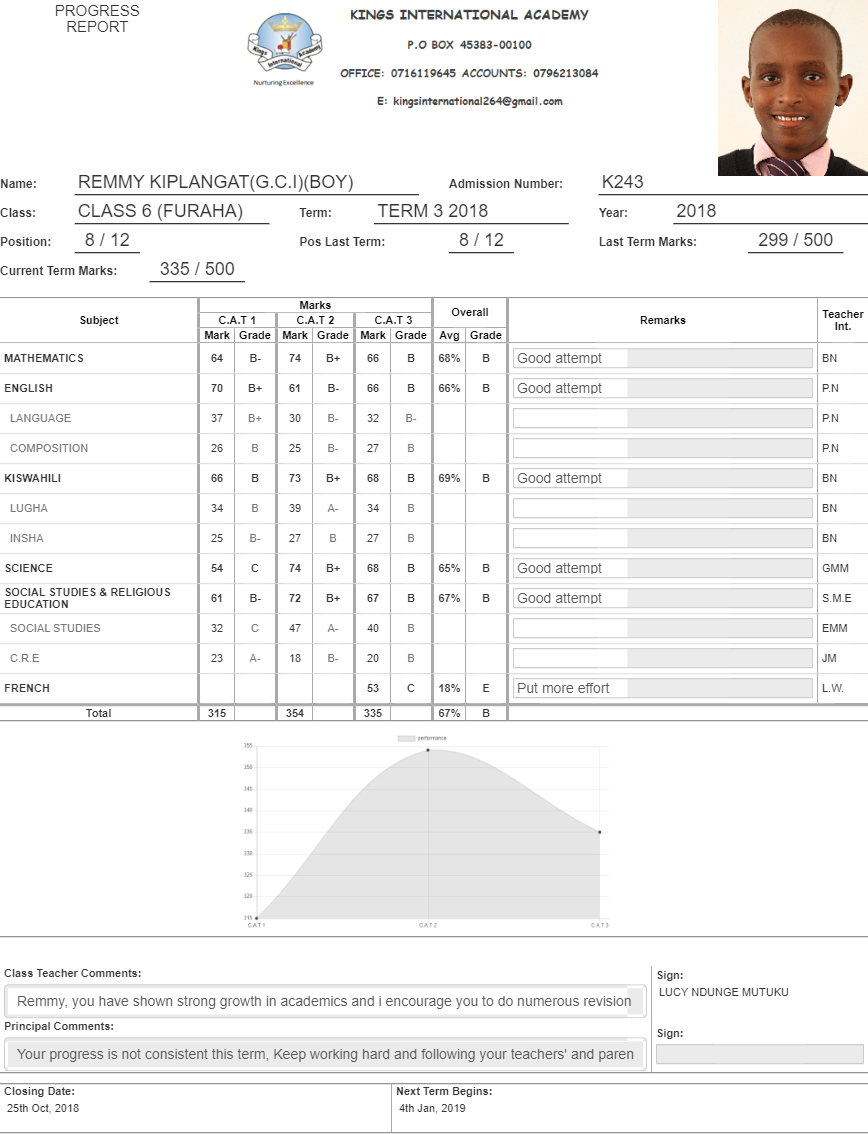 PROGRESS
REPORT
KINGS INTERNATIONAL ACADEMY
P.O BOX 45383-00100
OFFICE: 0716119645 ACCOUNTS: 0796213084
E: kingsinternational264@gmail.com
Kings Academy
International
Nurturing Excellence
Name: REMMY KIPLANGAT(G.C.I)(BOY) Admission Number: K243
Class: CLASS 6 (FURAHA) Term: TERM 3 2018 Year: 2018
Position: 8 / 12 Pos Last Term: 8 / 12 Last Term Marks: 299 / 500
Current Term Marks: 335 / 500
Subject Marks Overall Remarks Teacher Int.
C.A.T 1 C.A.T 2 C.A.T 3
Mark Grade Mark Grade Mark Grade Avg Grade
MATHEMATICS 64 B- 74 B+ 66 B 68% B Good attempt BN
ENGLISH 70 B+ 61 B- 66 B 66% B Good attempt P.N
LANGUAGE 37 B+ 30 B- 32 B- P.N
COMPOSITION 26 B 25 B- 27 B P.N
KISWAHILI 66 B 73 B+ 68 B 69% B Good attempt BN
LUGHA 34 B 39 A- 34 B BN
INSHA 25 B- 27 B 27 B BN
SCIENCE 54 C 74 B+ 68 B 65% B Good attempt GMM
SOCIAL STUDIES & RELIGIOUS
EDUCATION 61 B- 72 B+ 67 B 67% B Good attempt S.M.E
SOCIAL STUDIES 32 C 47 A- 40 B EMM
C.R.E 23 A- 18 B- 20 B JM
FRENCH 53 C 18% E Put more effort L.W.
Total 315 354 335 67% B
performance
355
350
345
340
335
330
325
320
315
CAT1 CAT2 CAT3
Class Teacher Comments:
Remmy, you have shown strong growth in academics and i encourage you to do numerous revision
Sign:
LUCY NDUNGE MUTUKU
Principal Comments:
Your progress is not consistent this term, Keep working hard and following your teachers' and paren
Sign:
Closing Date:
25th Oct, 2018
Next Term Begins:
4th Jan, 2019